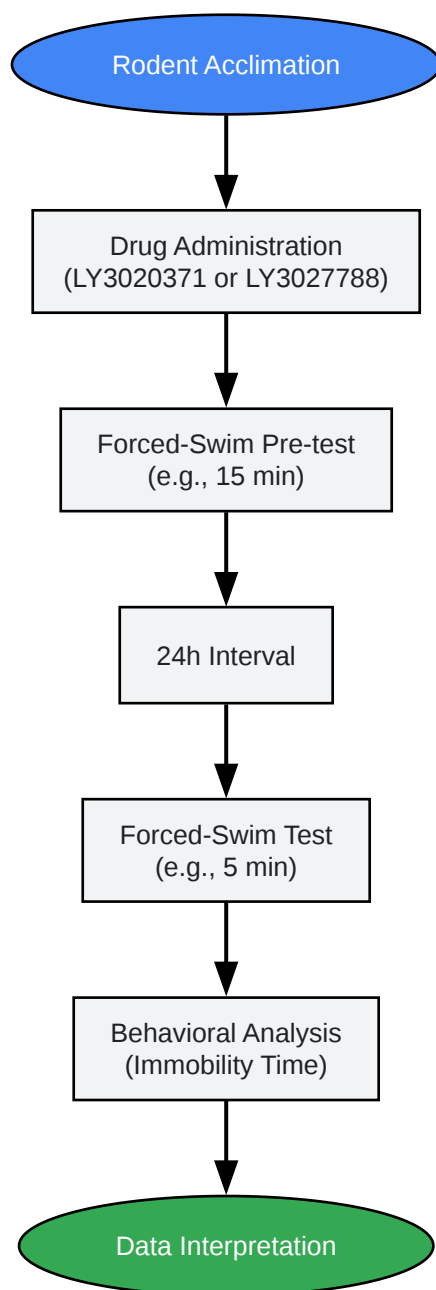 Rodent Acclimation
Drug Administration
(LY3020371 or LY3027788)
Forced-Swim Pre-test
(e.g., 15 min)
24h Interval
Forced-Swim Test
(e.g., 5 min)
Behavioral Analysis
(Immobility Time)
Data Interpretation